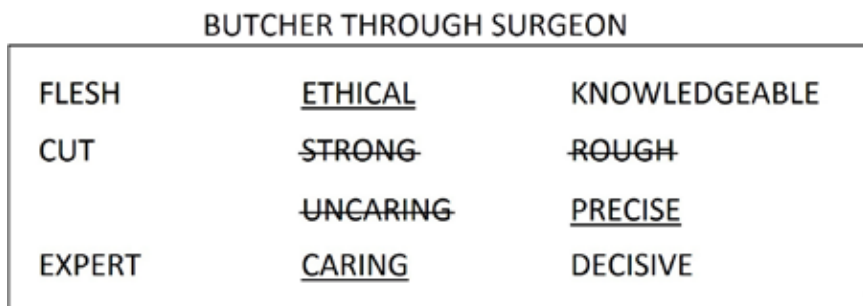 BUTCHER THROUGH SURGEON
FLESH ETHICAL KNOWLEDGEABLE
CUT STRONG ROUGH
UNCARING PRECISE
EXPERT CARING DECISIVE